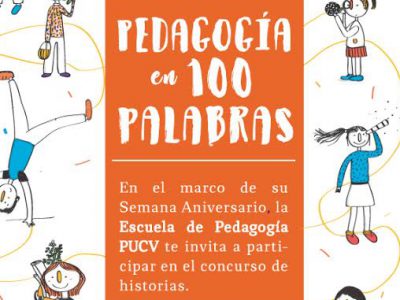 PEDAGOGÍA
en 100
PALABRAS
En el marco de su
Semana Aniversario, la
Escuela de Pedagogía
PUCV te invita a parti-
cipar en el concurso de
historias.